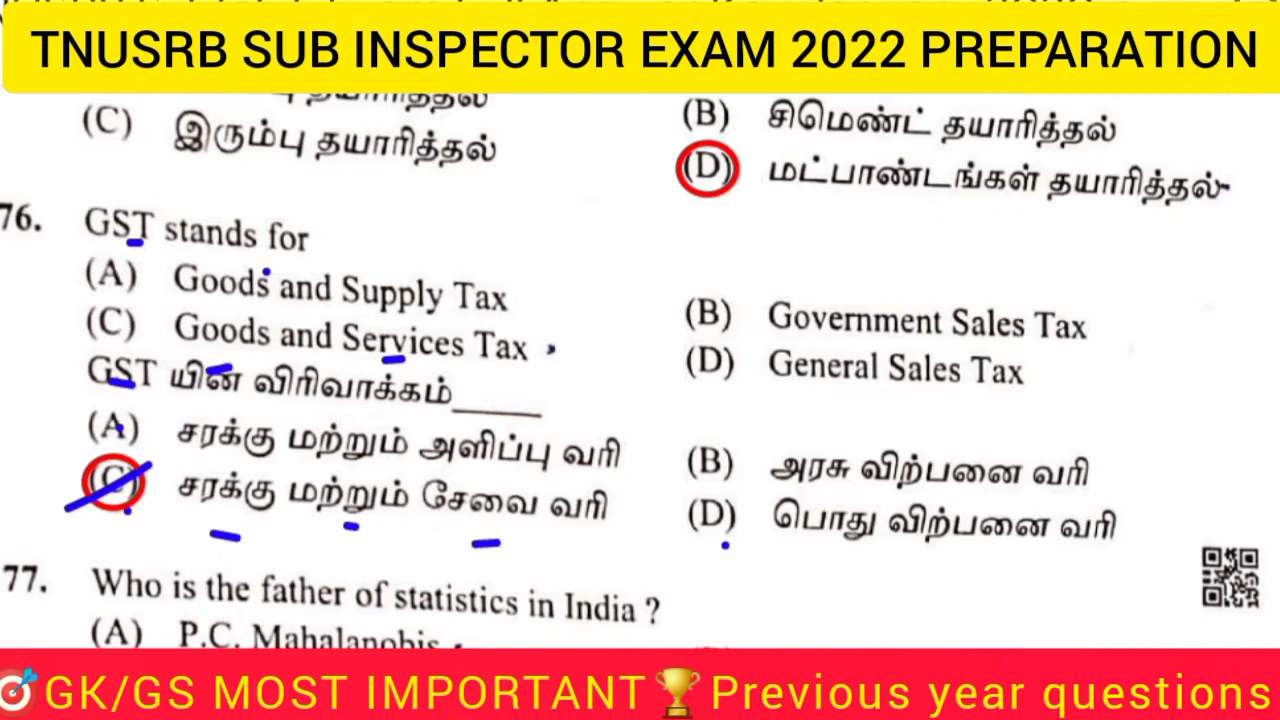 TNUSRB SUB INSPECTOR EXAM 2022 PREPARATION
(C) இரும்பு தயாரித்தல்
(B) சிமெண்ட் தயாரித்தல்
(D) மட்பாண்டங்கள் தயாரித்தல்
76. GST stands for
(A) Goods and Supply Tax
(B) Government Sales Tax
(C) Goods and Services Tax
(D) General Sales Tax
GST யின் விரிவாக்கம்_____
(A) சரக்கு மற்றும் அளிப்பு வரி
(B) அரசு விற்பனை வரி
(C) சரக்கு மற்றும் சேவை வரி
(D) பொது விற்பனை வரி
77. Who is the father of statistics in India ?
(A) P.C. Mahalanobis
🎯GK/GS MOST IMPORTANT🏆Previous year questions